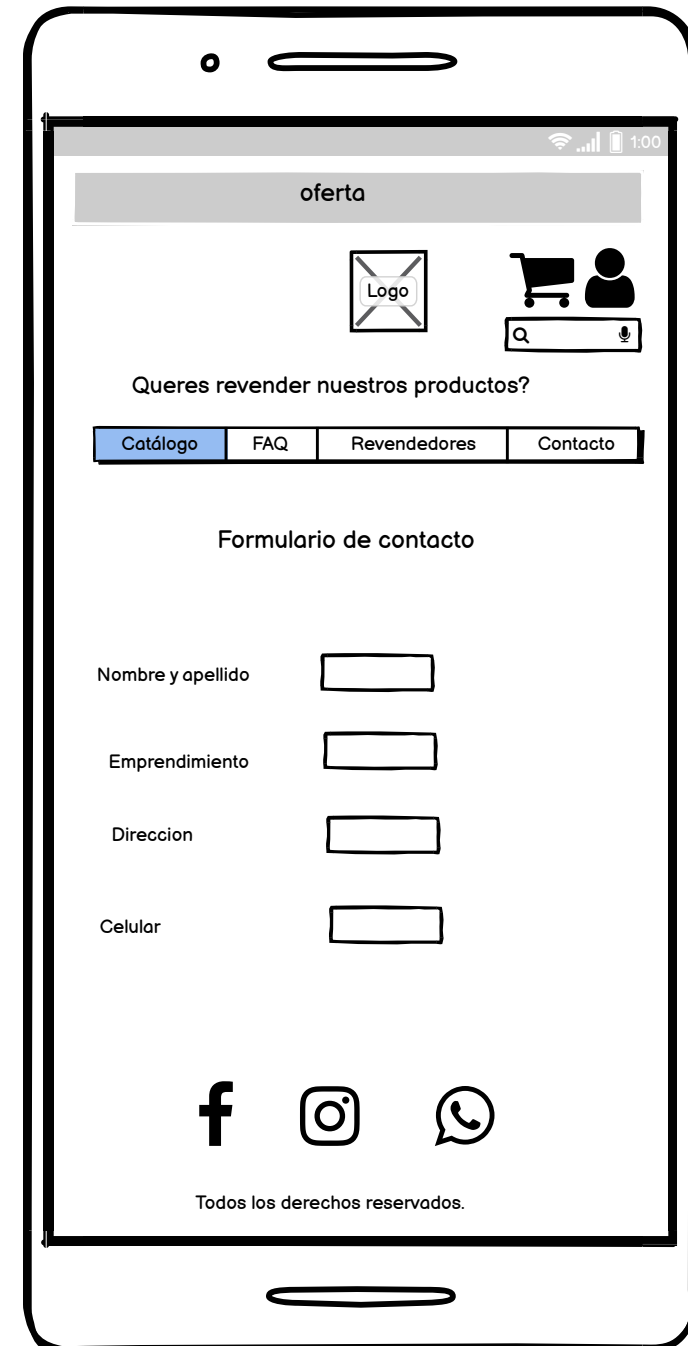 1:00
oferta
Logo
Queres revender nuestros productos?
Catálogo FAQ Revendedores Contacto
Formulario de contacto
Nombre y apellido
Emprendimiento
Direccion
Celular
Todos los derechos reservados.